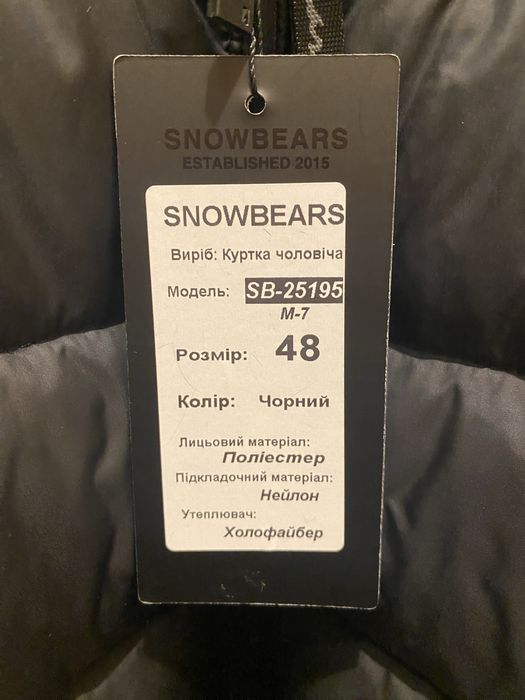 SNOWBEARS
ESTABLISHED 2015
SNOWBEARS
Виріб: Куртка чоловіча
Модель: SB-25195
М-7
Розмір: 48
Колір: Чорний
Лицьовий матеріал:
Поліестер
Підкладочний матеріал:
Нейлон
Утеплювач:
Холофайбер